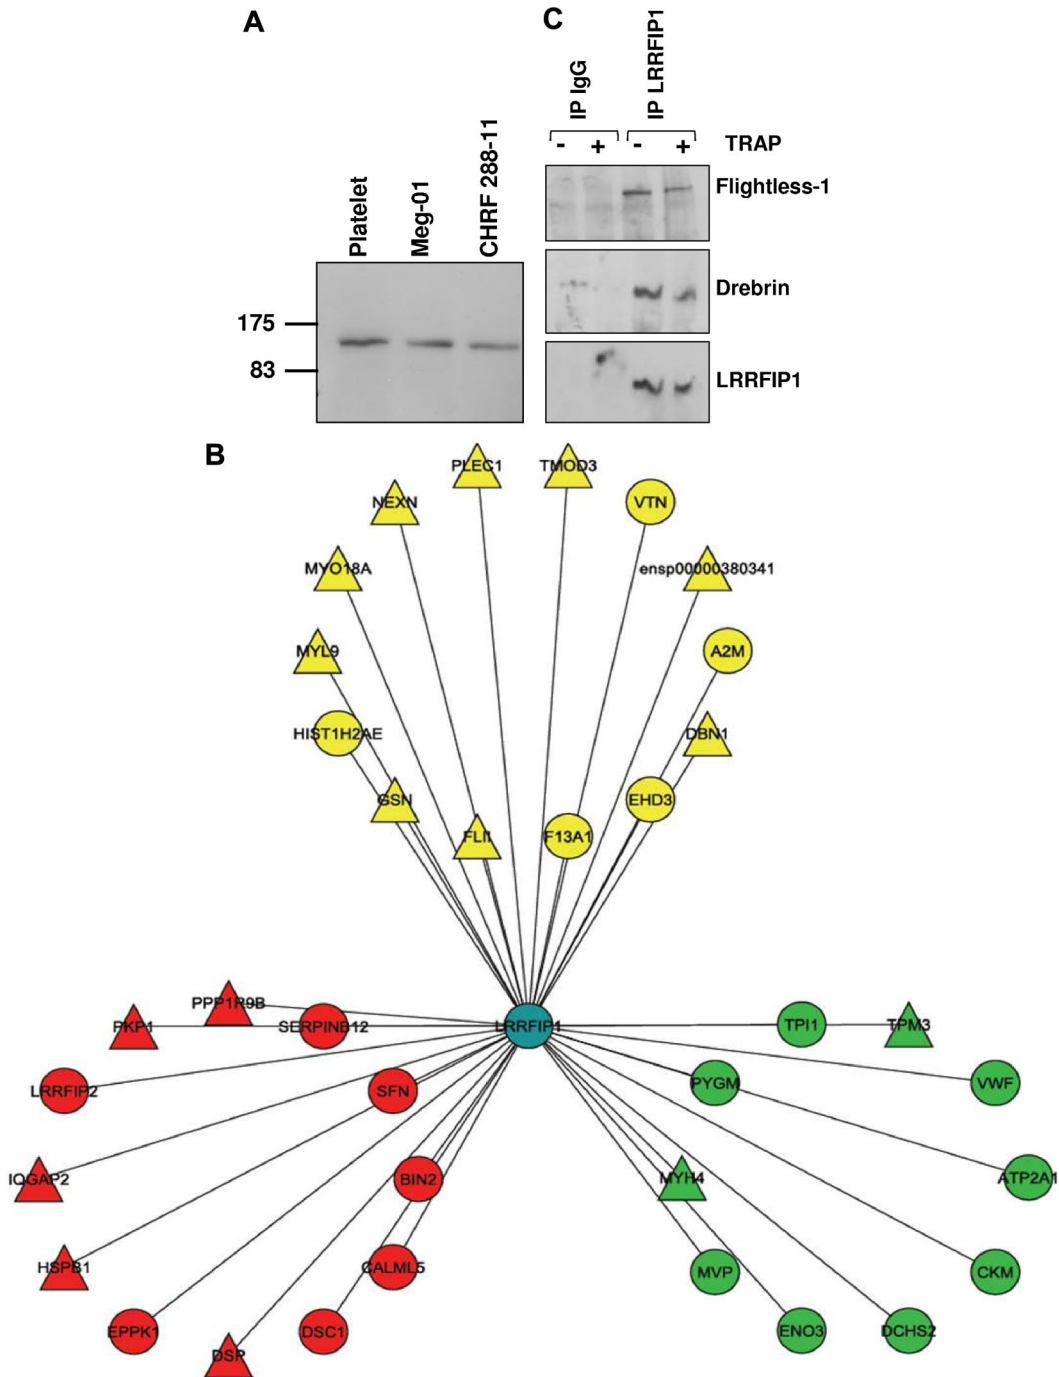 A
Platelet
Meg-01
CHRF 288-11
175
83
C
IP IgG
IP LRRFIP1
- + - + TRAP
Flightless-1
Drebrin
LRRFIP1
B
PLEC1
TMOD3
NEXN
VTN
MYO18A
ensp00000380341
MYL9
A2M
HIST1H2AE
DBN1
GSN
EHD3
FLII
F13A1
PPP1R9B
PKP1
SERPINB12
LRRFIP1
TPI1
TPM3
LRRFIP2
SFN
PYGM
VWF
IQGAP2
BIN2
MYH4
ATP2A1
HSPB1
CALML5
MVP
CKM
EPPK1
DSC1
ENO3
DCHS2
DSP